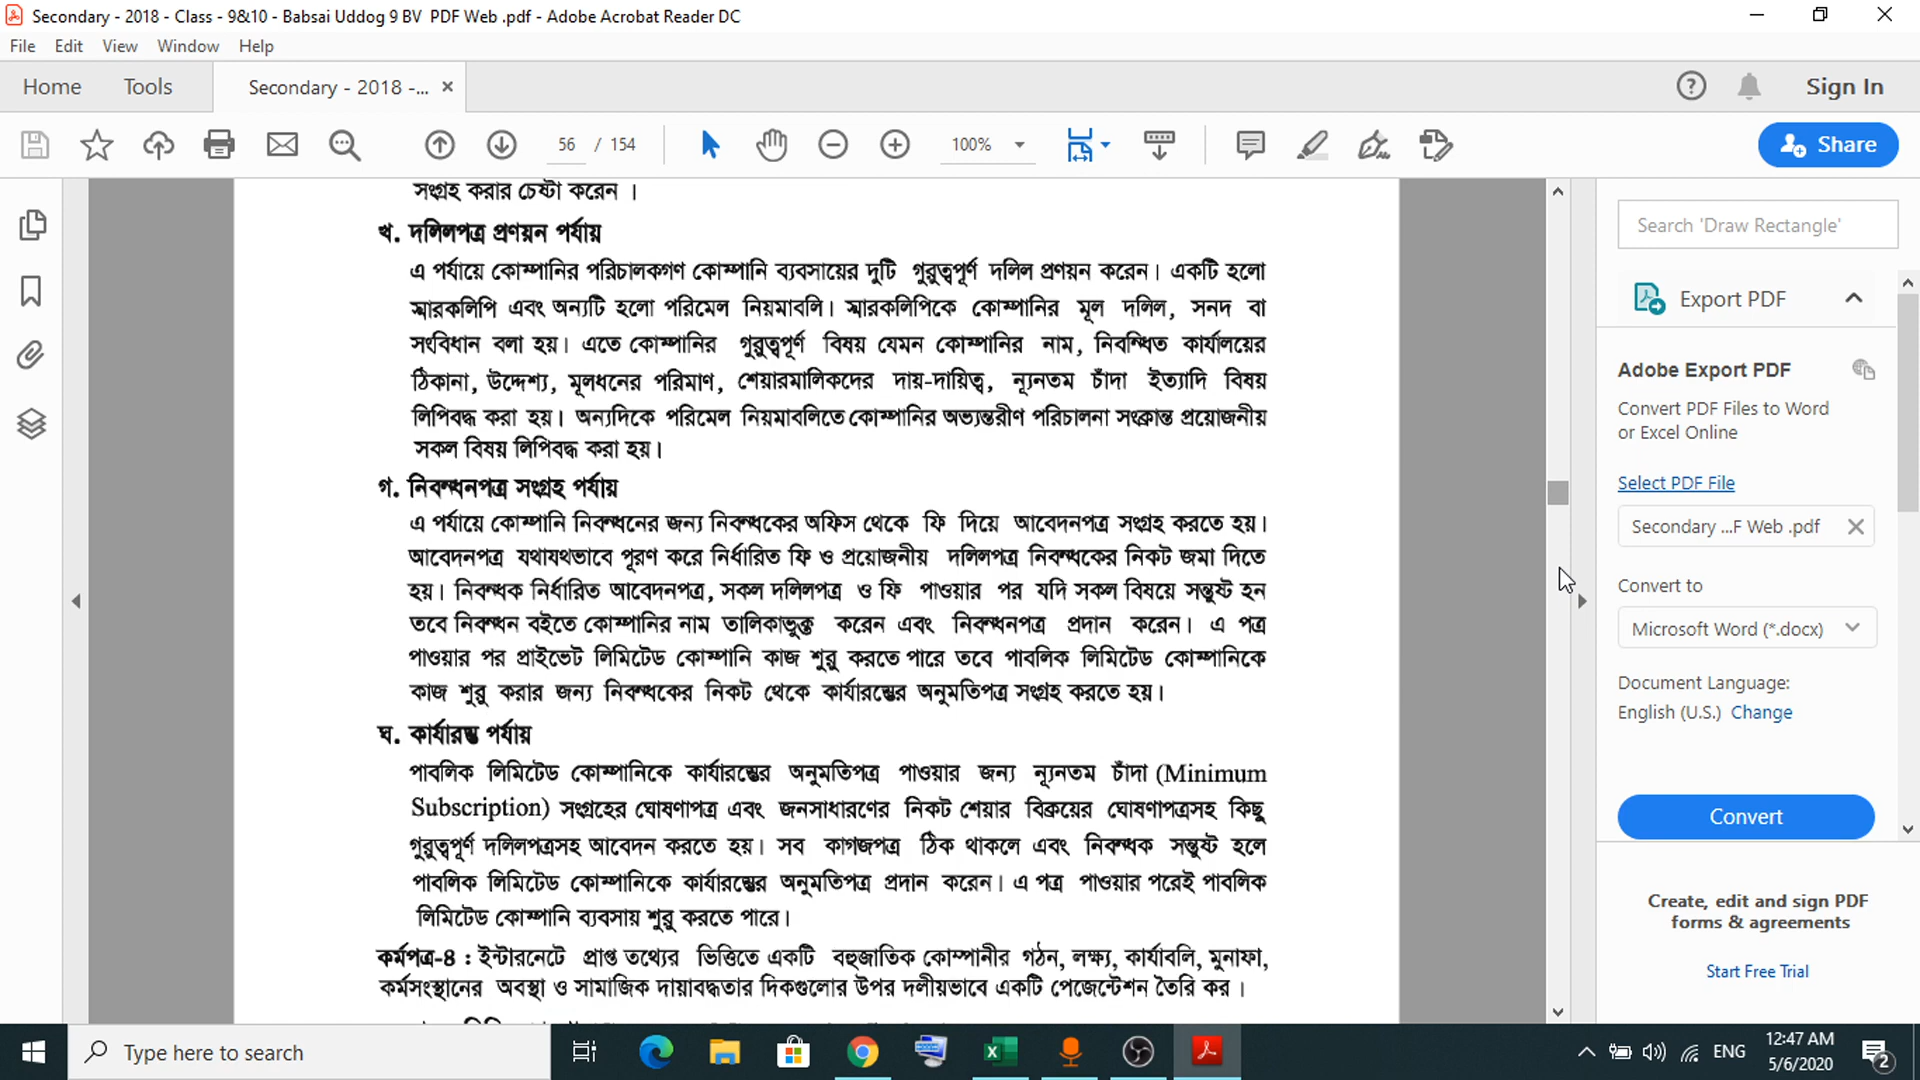 Secondary - 2018 - Class - 9&10 - Babsai Uddog 9 BV PDF Web .pdf - Adobe Acrobat Reader DC
File Edit View Window Help
Home Tools Secondary - 2018 -... Sign In
56 / 154 100% Share
সংগ্রহ করার চেষ্টা করেন ।
খ. দলিলপত্র প্রণয়ন পর্যায়
এ পর্যায়ে কোম্পানির পরিচালকগণ কোম্পানি ব্যবসায়ের দুটি গুরুত্বপূর্ণ দলিল প্রণয়ন করেন। একটি হলো
স্মারকলিপি এবং অন্যটি হলো পরিমেল নিয়মাবলি। স্মারকলিপিকে কোম্পানির মূল দলিল, সনদ বা
সংবিধান বলা হয়। এতে কোম্পানির গুরুত্বপূর্ণ বিষয় যেমন কোম্পানির নাম, নিবন্ধিত কার্যালয়ের
ঠিকানা, উদ্দেশ্য, মূলধনের পরিমাণ, শেয়ারমালিকদের দায়-দায়িত্ব, ন্যূনতম চাঁদা ইত্যাদি বিষয়
লিপিবদ্ধ করা হয়। অন্যদিকে পরিমেল নিয়মাবলিতে কোম্পানির অভ্যন্তরীণ পরিচালনা সংক্রান্ত প্রয়োজনীয়
সকল বিষয় লিপিবদ্ধ করা হয়।
গ. নিবন্ধনপত্র সংগ্রহ পর্যায়
এ পর্যায়ে কোম্পানি নিবন্ধনের জন্য নিবন্ধকের অফিস থেকে ফি দিয়ে আবেদনপত্র সংগ্রহ করতে হয়।
আবেদনপত্র যথাযথভাবে পূরণ করে নির্ধারিত ফি ও প্রয়োজনীয় দলিলপত্র নিবন্ধকের নিকট জমা দিতে
হয়। নিবন্ধক নির্ধারিত আবেদনপত্র, সকল দলিলপত্র ও ফি পাওয়ার পর যদি সকল বিষয়ে সন্তুষ্ট হন
তবে নিবন্ধন বইতে কোম্পানির নাম তালিকাভুক্ত করেন এবং নিবন্ধনপত্র প্রদান করেন। এ পত্র
পাওয়ার পর প্রাইভেট লিমিটেড কোম্পানি কাজ শুরু করতে পারে তবে পাবলিক লিমিটেড কোম্পানিকে
কাজ শুরু করার জন্য নিবন্ধকের নিকট থেকে কার্যারম্ভের অনুমতিপত্র সংগ্রহ করতে হয়।
ঘ. কার্যারম্ভ পর্যায়
পাবলিক লিমিটেড কোম্পানিকে কার্যারম্ভের অনুমতিপত্র পাওয়ার জন্য ন্যূনতম চাঁদা (Minimum
Subscription) সংগ্রহের ঘোষণাপত্র এবং জনসাধারণের নিকট শেয়ার বিক্রয়ের ঘোষণাপত্রসহ কিছু
গুরুত্বপূর্ণ দলিলপত্রসহ আবেদন করতে হয়। সব কাগজপত্র ঠিক থাকলে এবং নিবন্ধক সন্তুষ্ট হলে
পাবলিক লিমিটেড কোম্পানিকে কার্যারম্ভের অনুমতিপত্র প্রদান করেন। এ পত্র পাওয়ার পরেই পাবলিক
লিমিটেড কোম্পানি ব্যবসায় শুরু করতে পারে।
কর্মপত্র-৪ : ইন্টারনেটে প্রাপ্ত তথ্যের ভিত্তিতে একটি বহুজাতিক কোম্পানীর গঠন, লক্ষ্য, কার্যাবলি, মুনাফা,
কর্মসংস্থানের অবস্থা ও সামাজিক দায়াবদ্ধতার দিকগুলোর উপর দলীয়ভাবে একটি পেজেন্টেশন তৈরি কর ।
Search 'Draw Rectangle'
Export PDF
Adobe Export PDF
Convert PDF Files to Word
or Excel Online
Select PDF File
Secondary ...F Web .pdf
Convert to
Microsoft Word (*.docx)
Document Language:
English (U.S.) Change
Convert
Create, edit and sign PDF
forms & agreements
Start Free Trial
Type here to search
ENG
12:47 AM
5/6/2020
2